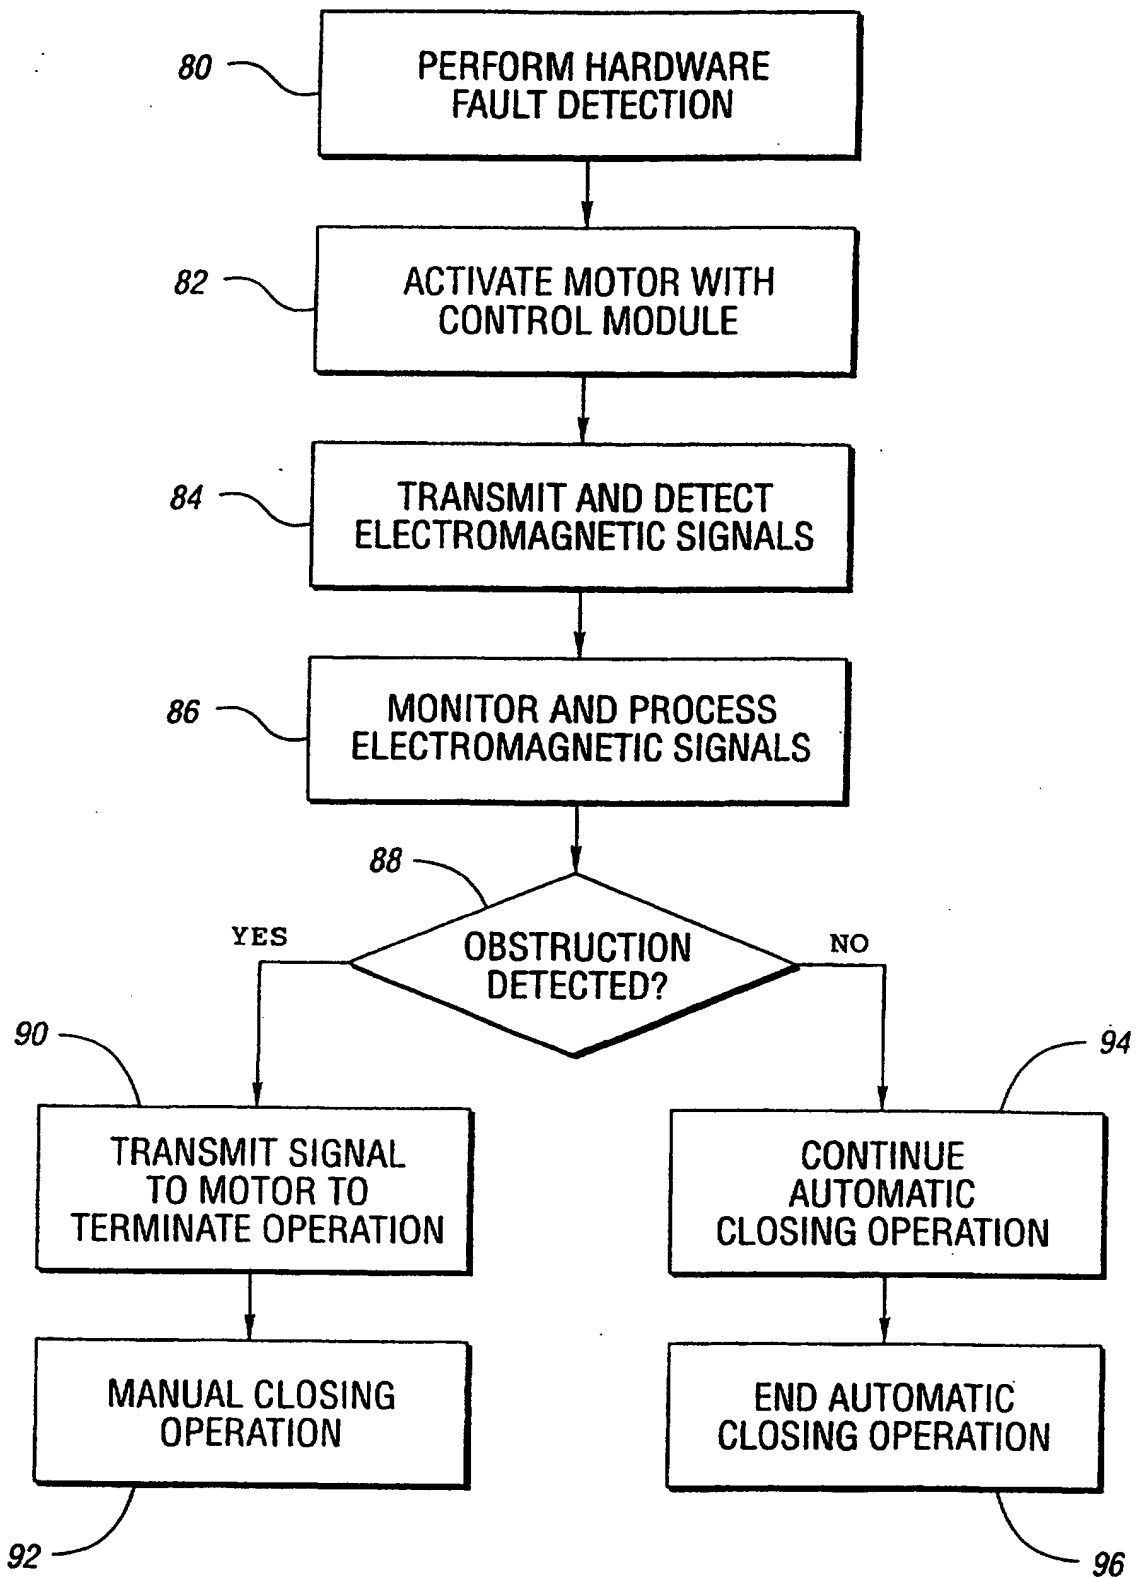 80
PERFORM HARDWARE
FAULT DETECTION
82
ACTIVATE MOTOR WITH
CONTROL MODULE
84
TRANSMIT AND DETECT
ELECTROMAGNETIC SIGNALS
86
MONITOR AND PROCESS
ELECTROMAGNETIC SIGNALS
88
OBSTRUCTION
DETECTED?
YES
NO
90
TRANSMIT SIGNAL
TO MOTOR TO
TERMINATE OPERATION
94
CONTINUE
AUTOMATIC
CLOSING OPERATION
MANUAL CLOSING
OPERATION
92
END AUTOMATIC
CLOSING OPERATION
96